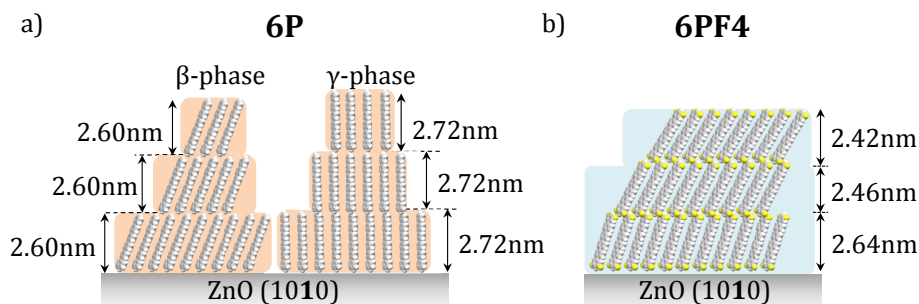 a)
6P
β-phase
γ-phase
2.60nm
2.60nm
2.60nm
2.72nm
2.72nm
2.72nm
ZnO (1010)
b)
6PF4
2.42nm
2.46nm
2.64nm
ZnO (1010)